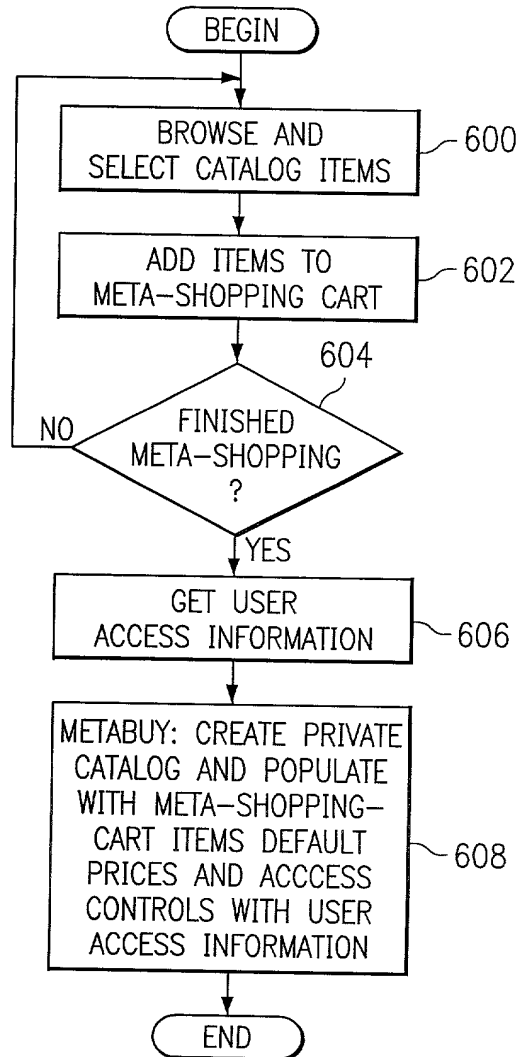 BEGIN
BROWSE AND
SELECT CATALOG ITEMS
600
ADD ITEMS TO
META-SHOPPING CART
602
604
FINISHED
META-SHOPPING
?
NO
YES
GET USER
ACCESS INFORMATION
606
METABUY: CREATE PRIVATE
CATALOG AND POPULATE
WITH META-SHOPPING-
CART ITEMS DEFAULT
PRICES AND ACCCESS
CONTROLS WITH USER
ACCESS INFORMATION
608
END